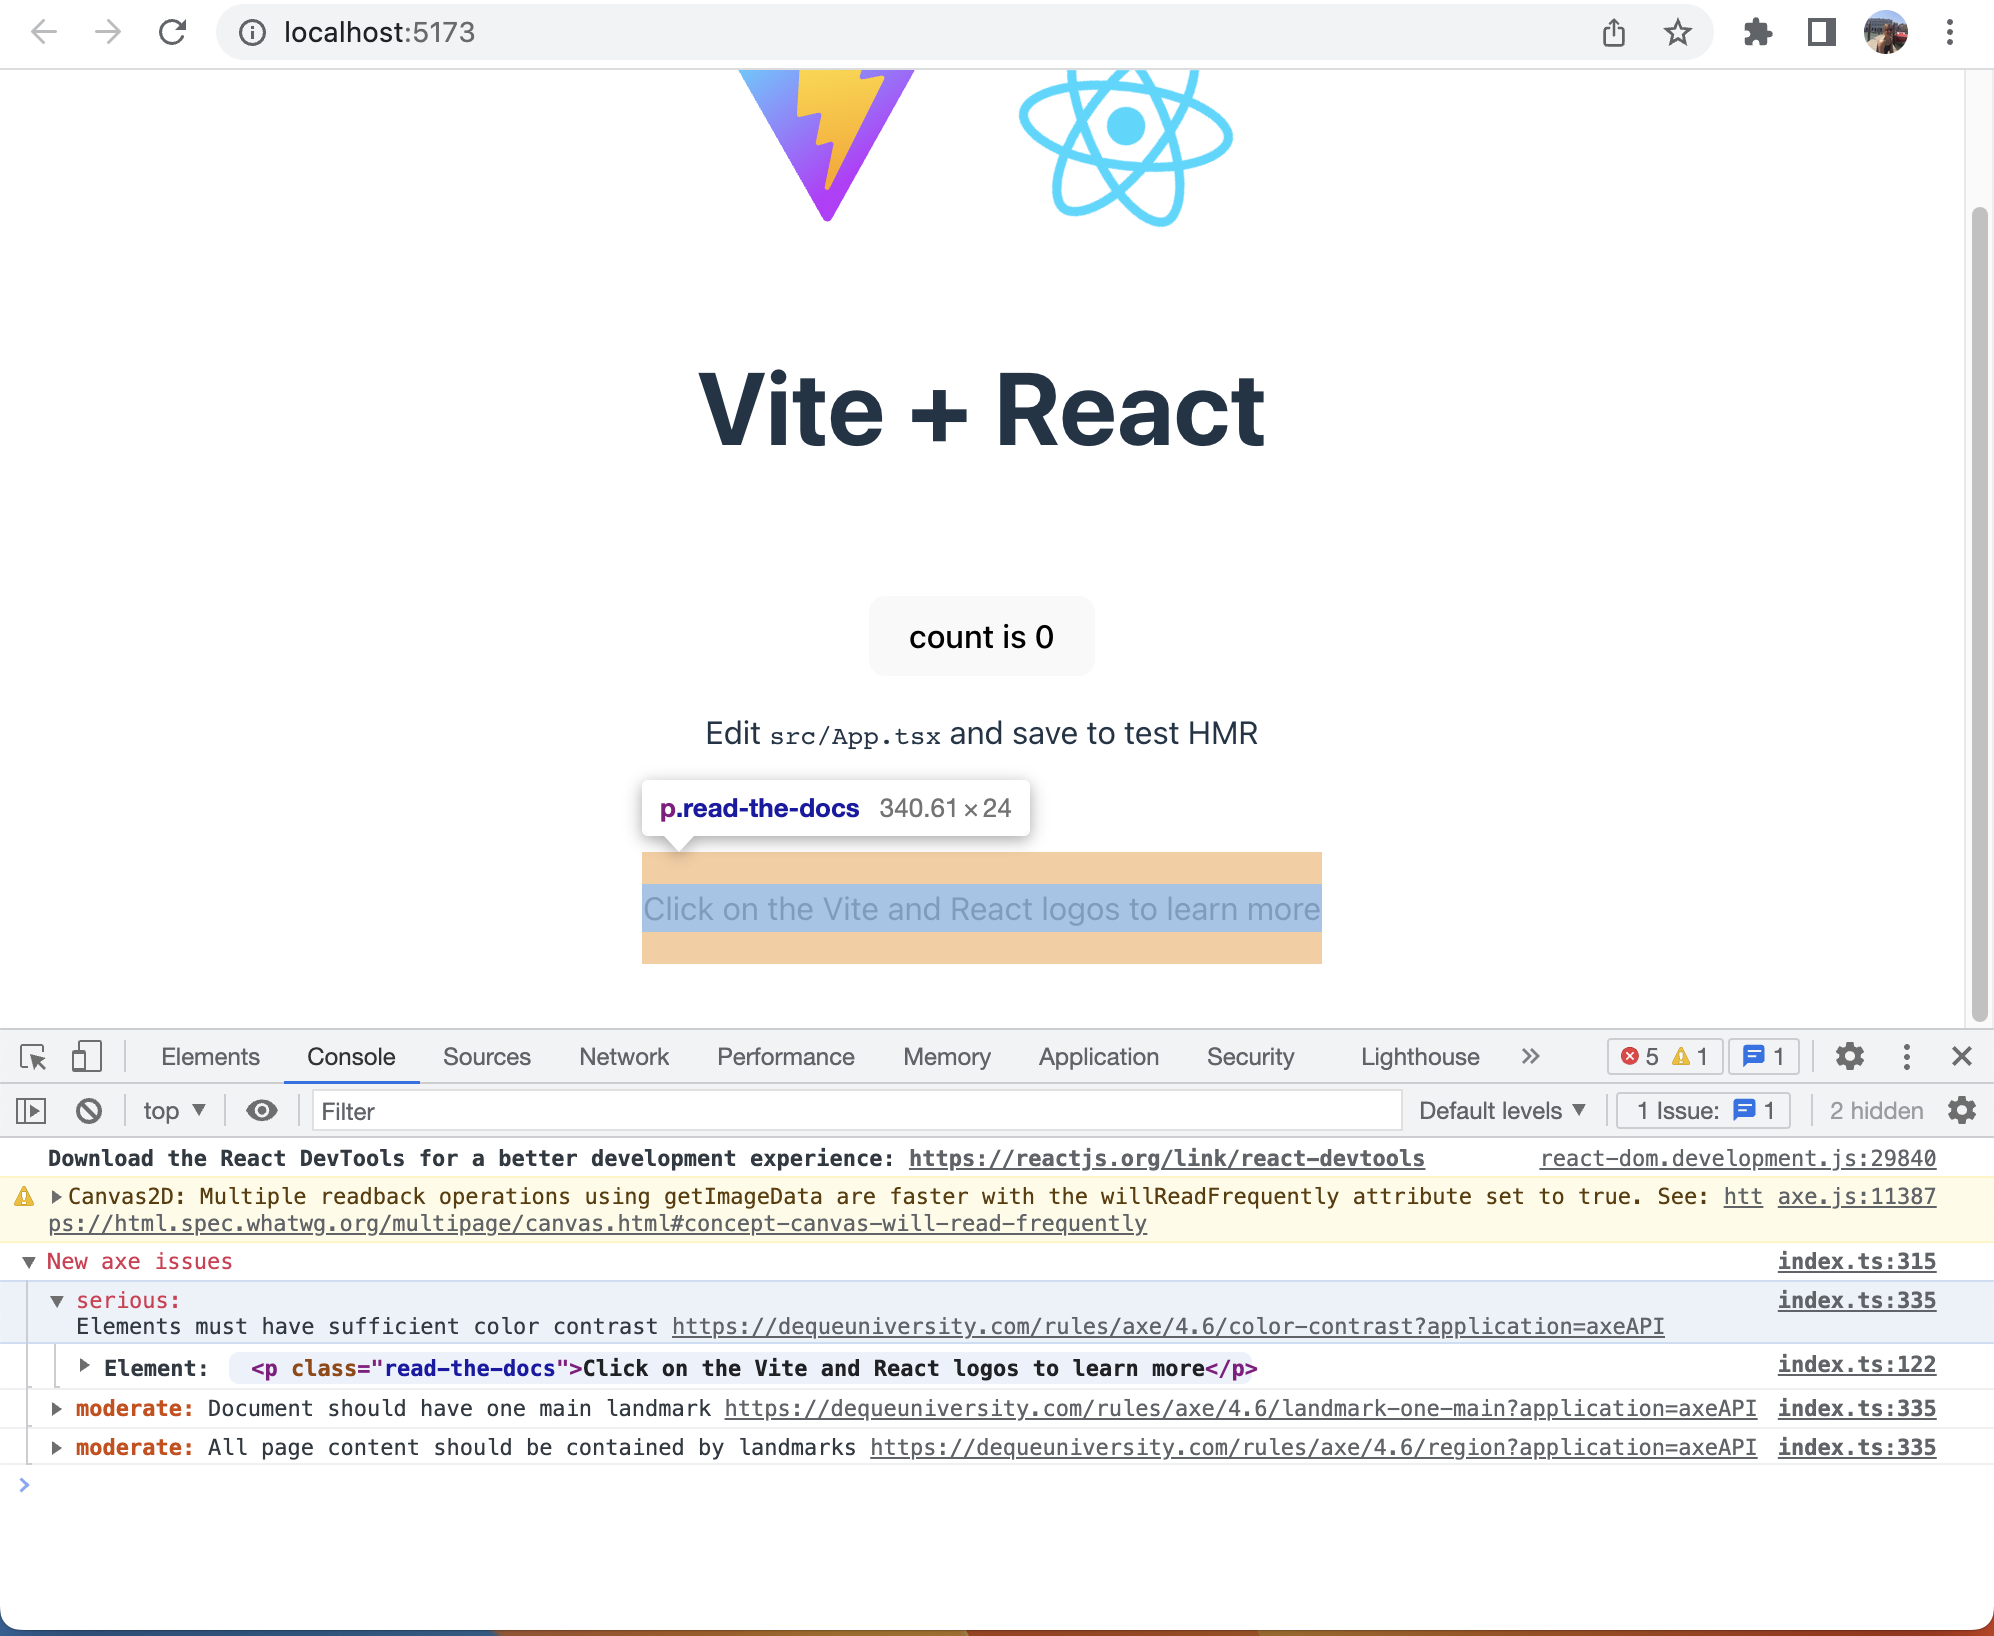 localhost:5173
Vite + React
count is 0
Edit src/App.tsx and save to test HMR
p.read-the-docs 340.61 × 24
Click on the Vite and React logos to learn more
Elements Console Sources Network Performance Memory Application Security Lighthouse » 5 1 1
top ▼ Filter Default levels ▼ 1 Issue: 1 2 hidden
Download the React DevTools for a better development experience: https://reactjs.org/link/react-devtools react-dom.development.js:29840
Canvas2D: Multiple readback operations using getImageData are faster with the willReadFrequently attribute set to true. See: htt axe.js:11387
ps://html.spec.whatwg.org/multipage/canvas.html#concept-canvas-will-read-frequently
New axe issues index.ts:315
serious: index.ts:335
Elements must have sufficient color contrast https://dequeuniversity.com/rules/axe/4.6/color-contrast?application=axeAPI
Element: <p class="read-the-docs">Click on the Vite and React logos to learn more</p> index.ts:122
moderate: Document should have one main landmark https://dequeuniversity.com/rules/axe/4.6/landmark-one-main?application=axeAPI index.ts:335
moderate: All page content should be contained by landmarks https://dequeuniversity.com/rules/axe/4.6/region?application=axeAPI index.ts:335